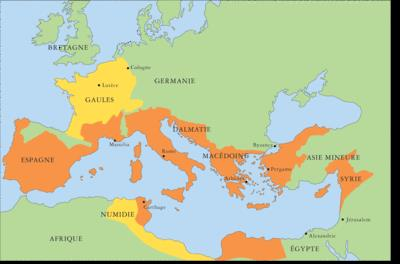 BRETAGNE
Cologne
GERMANIE
Lutèce
GAULES
DALMATIE
Massilia
Rome
Byzance
MACÉDOINE
ASIE MINEURE
ESPAGNE
Pergame
Athènes
SYRIE
Carthage
NUMIDIE
Jérusalem
Alexandrie
AFRIQUE
ÉGYPTE